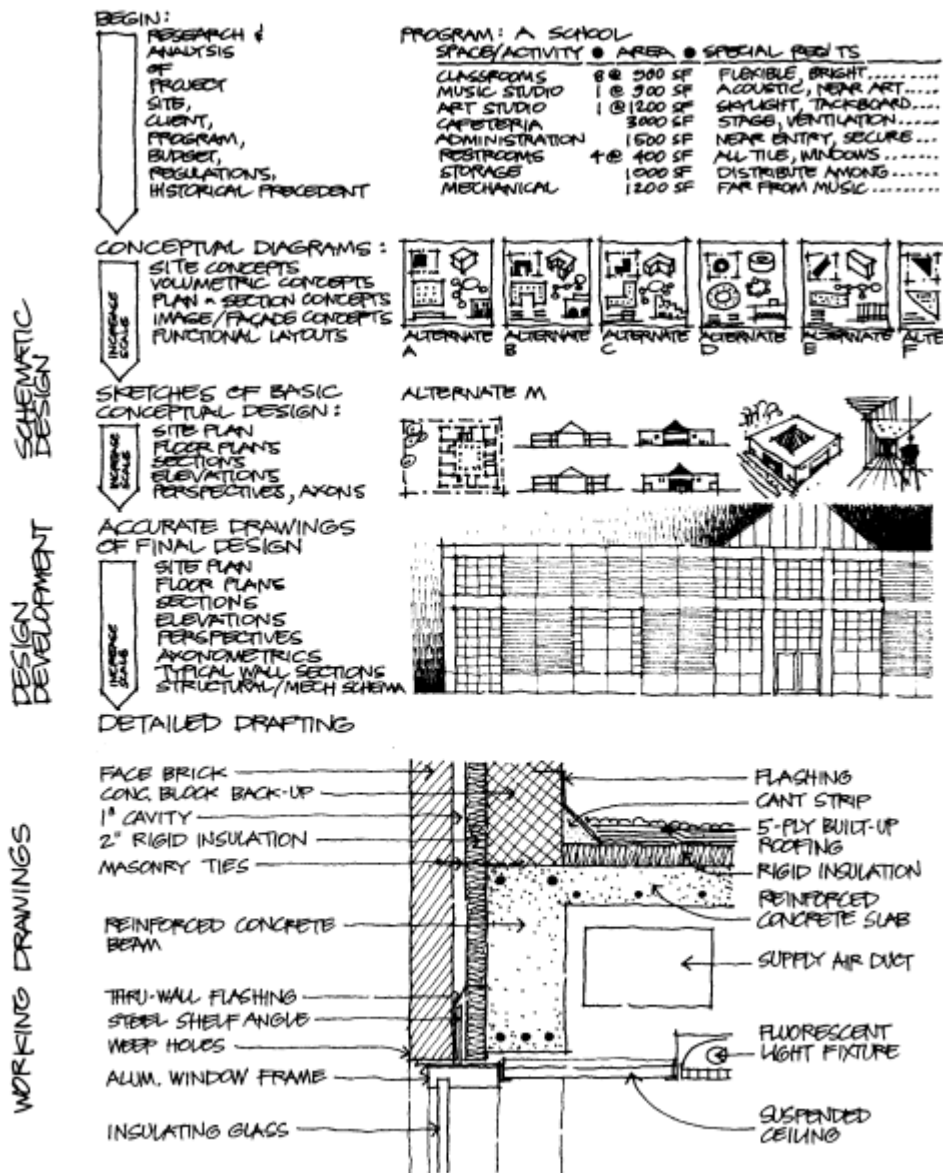 BEGIN:
RESEARCH &
ANALYSIS
OF
PROJECT
SITE,
CLIENT,
PROGRAM,
BUDGET,
REGULATIONS,
HISTORICAL PRECEDENT
PROGRAM: A SCHOOL
SPACE/ACTIVITY ● AREA ● SPECIAL REQ'TS
CLASSROOMS 8 @ 900 SF FLEXIBLE, BRIGHT.........
MUSIC STUDIO 1 @ 900 SF ACOUSTIC, NEAR ART.....
ART STUDIO 1 @ 1200 SF SKYLIGHT, TACKBOARD....
CAFETERIA 3000 SF STAGE, VENTILATION.....
ADMINISTRATION 1500 SF NEAR ENTRY, SECURE...
RESTROOMS 4 @ 400 SF ALL TILE, WINDOWS.......
STORAGE 1000 SF DISTRIBUTE AMONG......
MECHANICAL 1200 SF FAR FROM MUSIC.........
SCHEMATIC
DESIGN
CONCEPTUAL DIAGRAMS:
SITE CONCEPTS
VOLUMETRIC CONCEPTS
PLAN & SECTION CONCEPTS
IMAGE/FAÇADE CONCEPTS
FUNCTIONAL LAYOUTS
INCREASE
SCALE
ALTERNATE
A
ALTERNATE
B
ALTERNATE
C
ALTERNATE
D
ALTERNATE
E
ALTE
F
SKETCHES OF BASIC
CONCEPTUAL DESIGN:
SITE PLAN
FLOOR PLANS
SECTIONS
ELEVATIONS
PERSPECTIVES, AXONS
INCREASE
SCALE
ALTERNATE M
DESIGN
DEVELOPMENT
ACCURATE DRAWINGS
OF FINAL DESIGN
SITE PLAN
FLOOR PLANS
SECTIONS
ELEVATIONS
PERSPECTIVES
AXONOMETRICS
TYPICAL WALL SECTIONS
STRUCTURAL/MECH SCHEMA
INCREASE
SCALE
WORKING DRAWINGS
DETAILED DRAFTING
FACE BRICK
CONC. BLOCK BACK-UP
1" CAVITY
2" RIGID INSULATION
MASONRY TIES
REINFORCED CONCRETE
BEAM
THRU-WALL FLASHING
STEEL SHELF ANGLE
WEEP HOLES
ALUM. WINDOW FRAME
INSULATING GLASS
FLASHING
CANT STRIP
5-PLY BUILT-UP
ROOFING
RIGID INSULATION
REINFORCED
CONCRETE SLAB
SUPPLY AIR DUCT
FLUORESCENT
LIGHT FIXTURE
SUSPENDED
CEILING